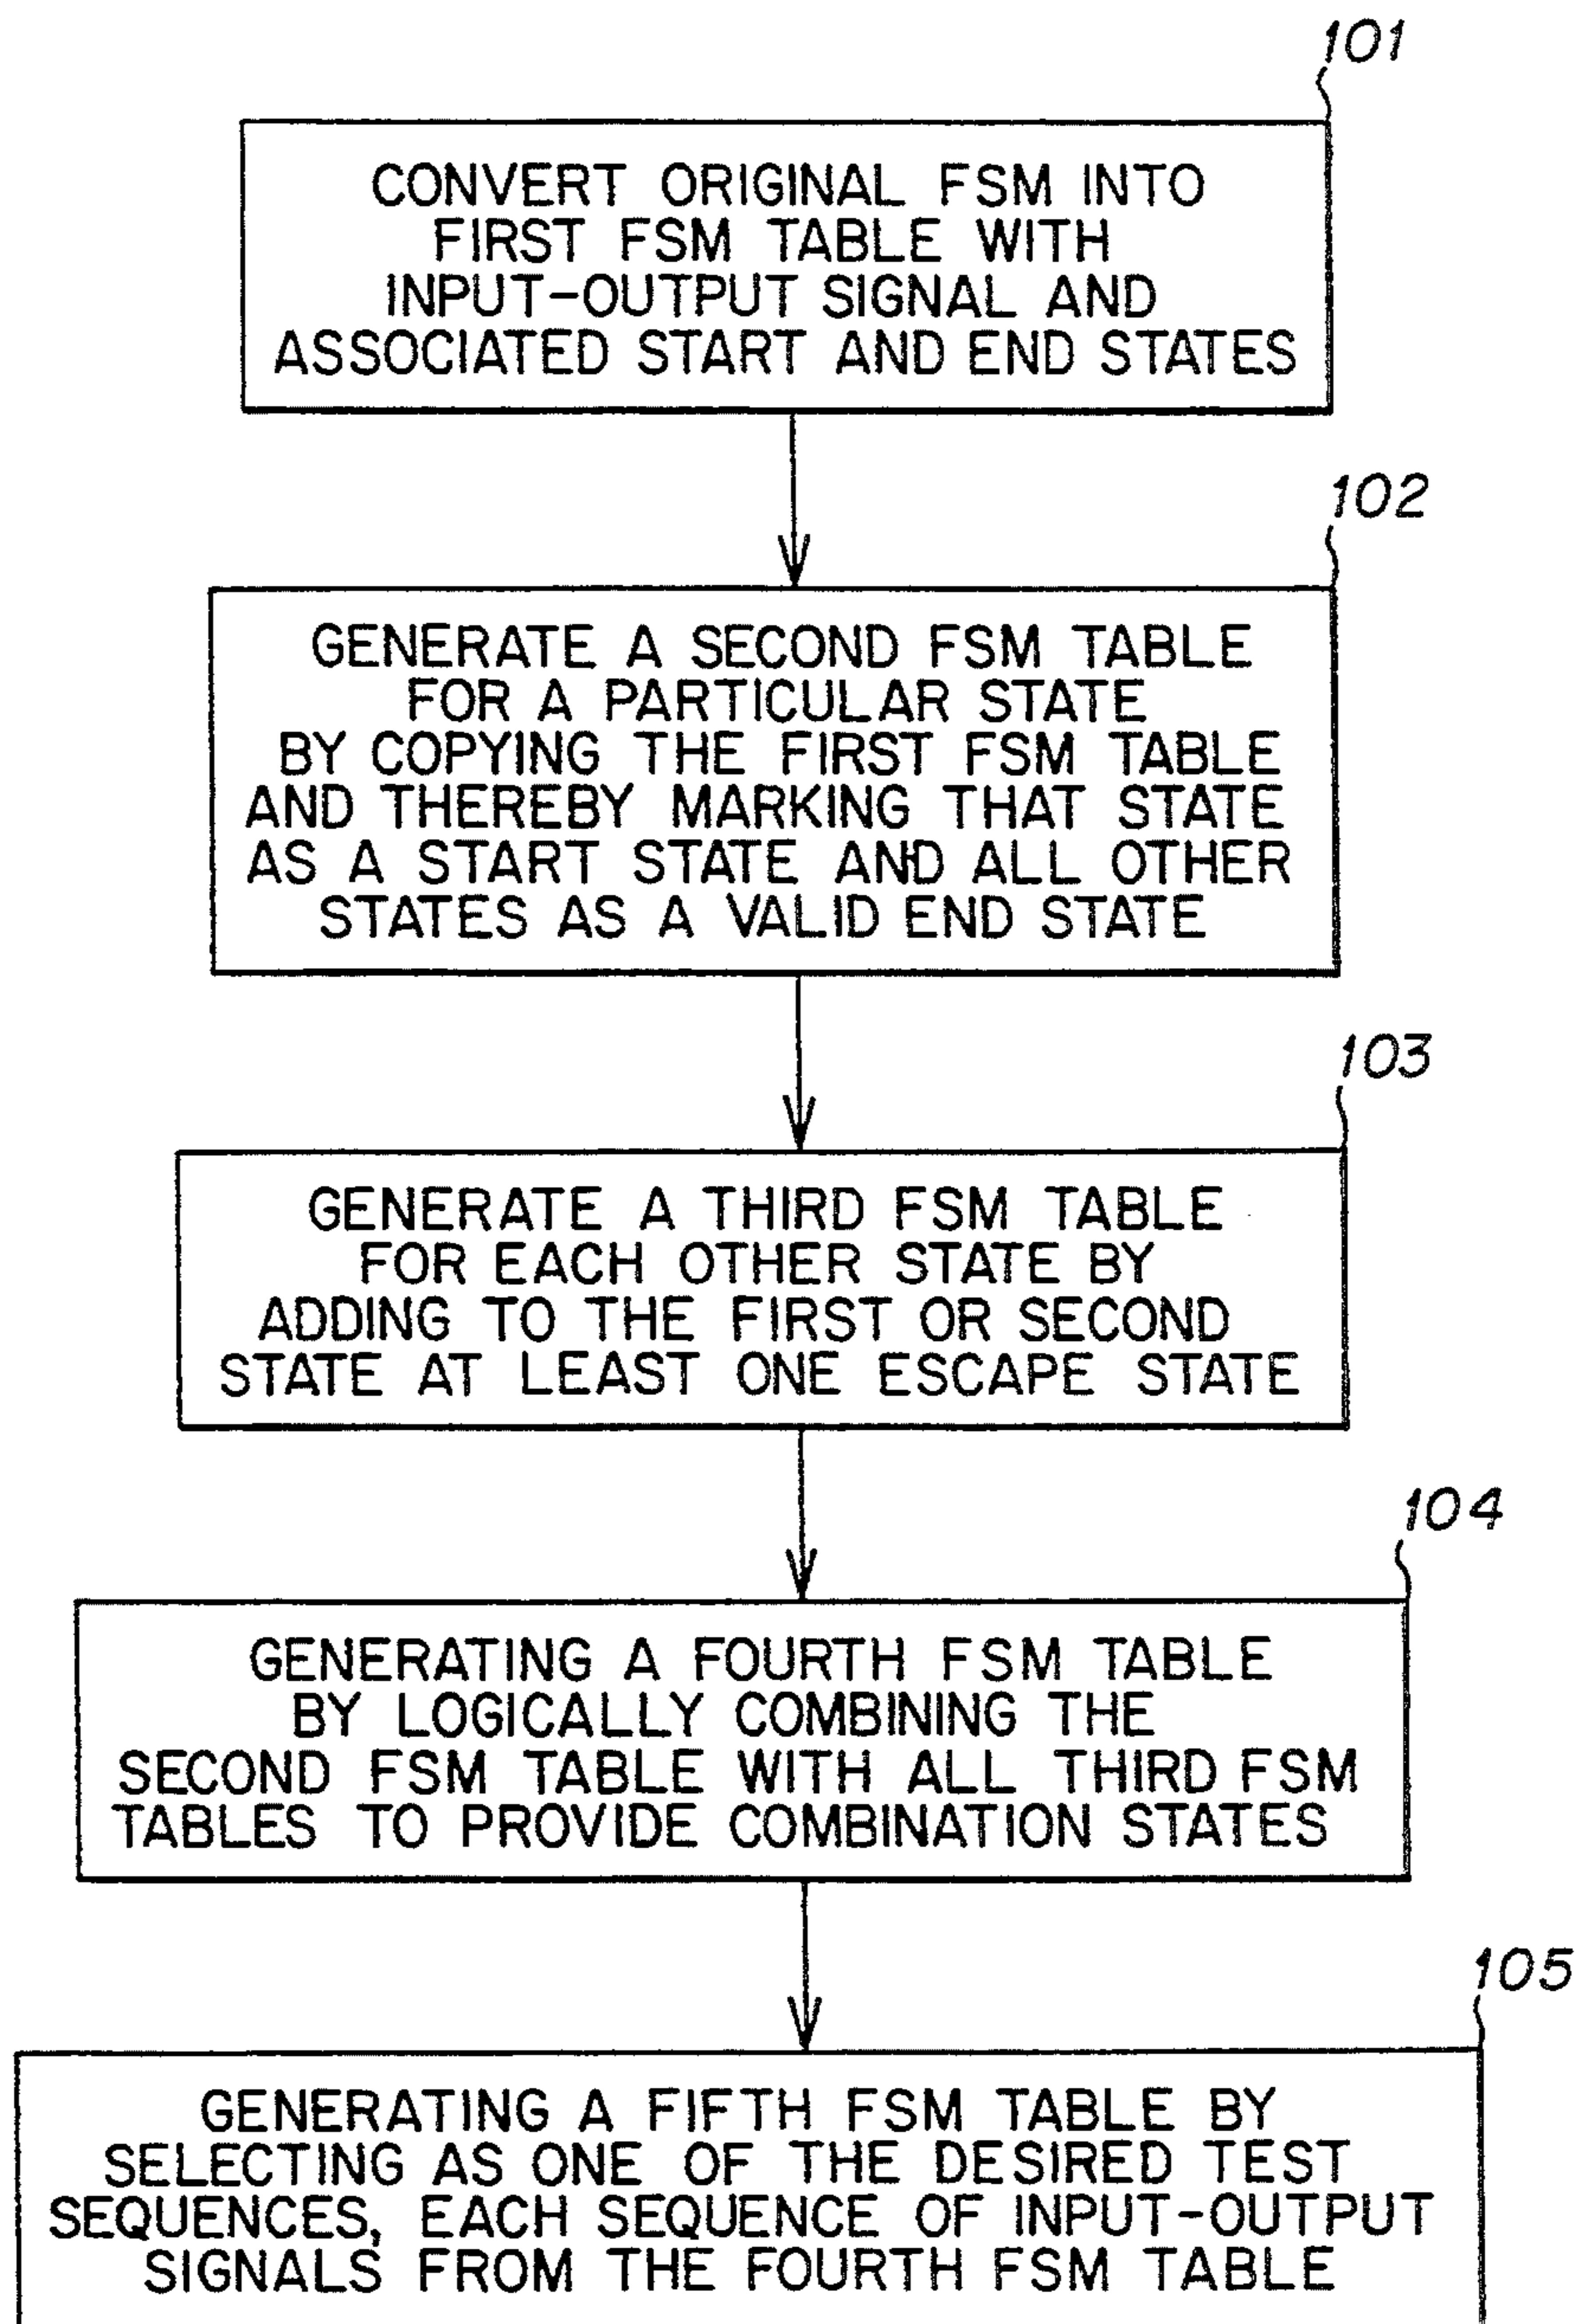 101
CONVERT ORIGINAL FSM INTO
FIRST FSM TABLE WITH
INPUT-OUTPUT SIGNAL AND
ASSOCIATED START AND END STATES
102
GENERATE A SECOND FSM TABLE
FOR A PARTICULAR STATE
BY COPYING THE FIRST FSM TABLE
AND THEREBY MARKING THAT STATE
AS A START STATE AND ALL OTHER
STATES AS A VALID END STATE
103
GENERATE A THIRD FSM TABLE
FOR EACH OTHER STATE BY
ADDING TO THE FIRST OR SECOND
STATE AT LEAST ONE ESCAPE STATE
104
GENERATING A FOURTH FSM TABLE
BY LOGICALLY COMBINING THE
SECOND FSM TABLE WITH ALL THIRD FSM
TABLES TO PROVIDE COMBINATION STATES
105
GENERATING A FIFTH FSM TABLE BY
SELECTING AS ONE OF THE DESIRED TEST
SEQUENCES, EACH SEQUENCE OF INPUT-OUTPUT
SIGNALS FROM THE FOURTH FSM TABLE